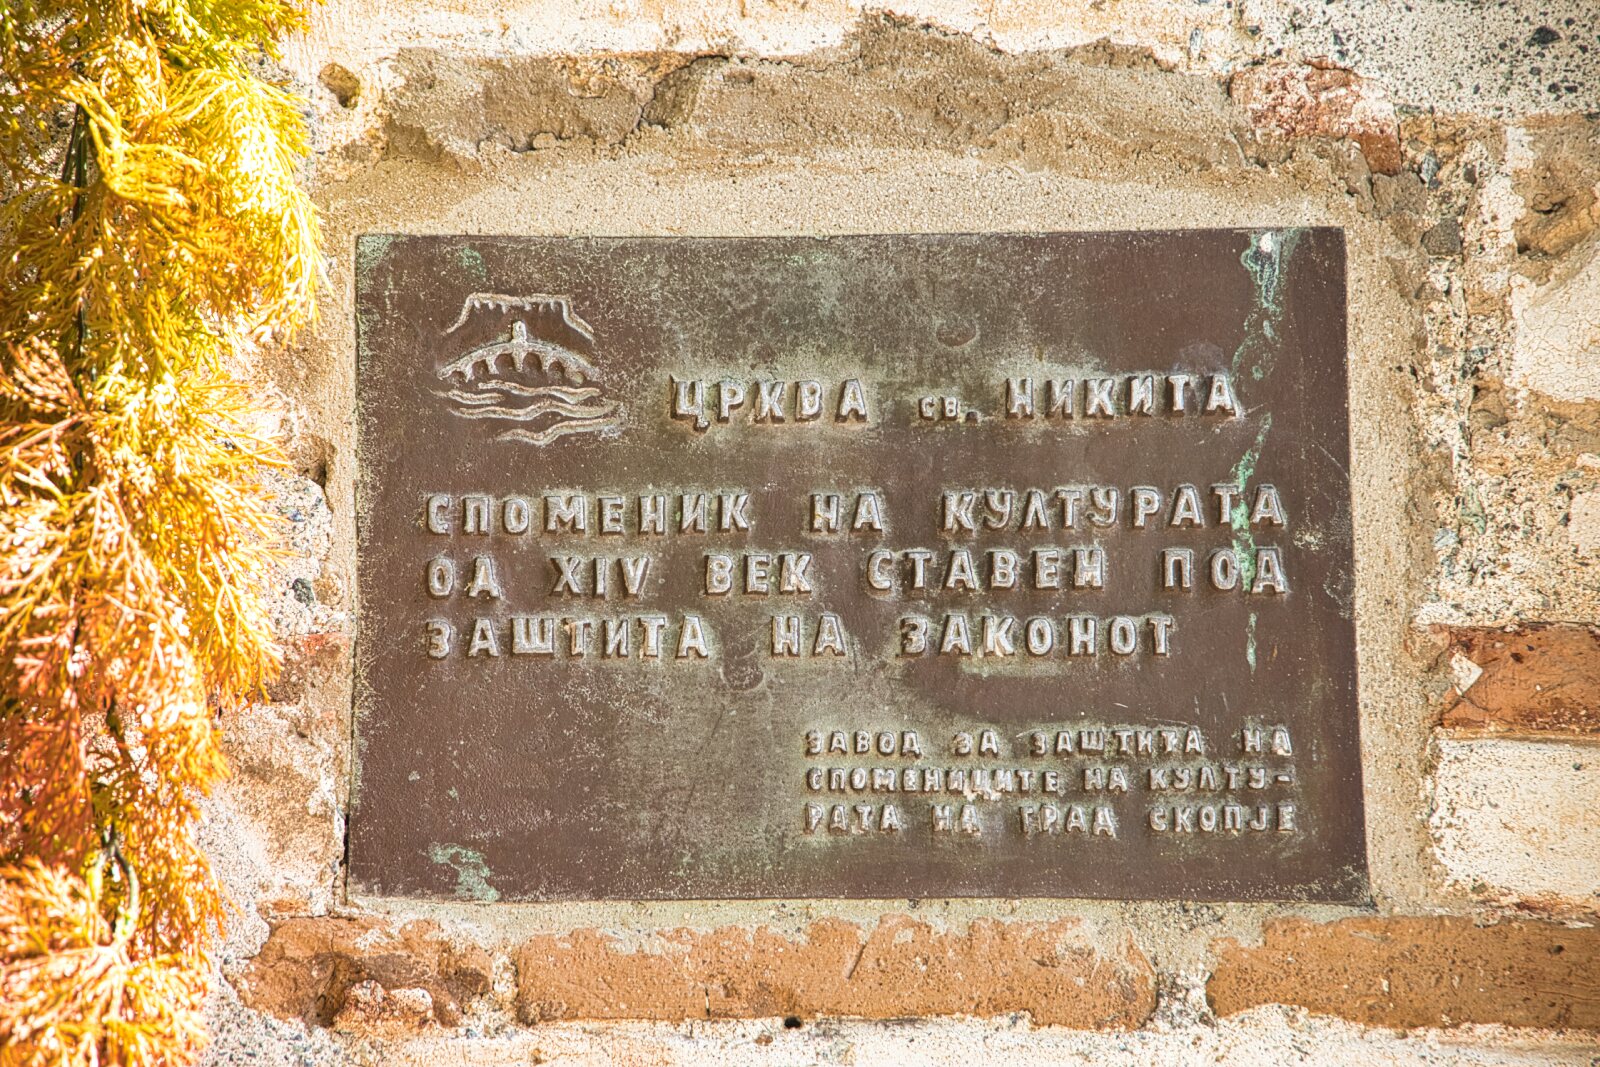 ЦРКВА св. НИКИТА
СПОМЕНИК НА КУЛТУРАТА
ОД XIV ВЕК СТАВЕН ПОД
ЗАШТИТА НА ЗАКОНОТ
ЗАВОД ЗА ЗАШТИТА НА
СПОМЕНИЦИТЕ НА КУЛТУ-
РАТА НА ГРАД СКОПЈЕ